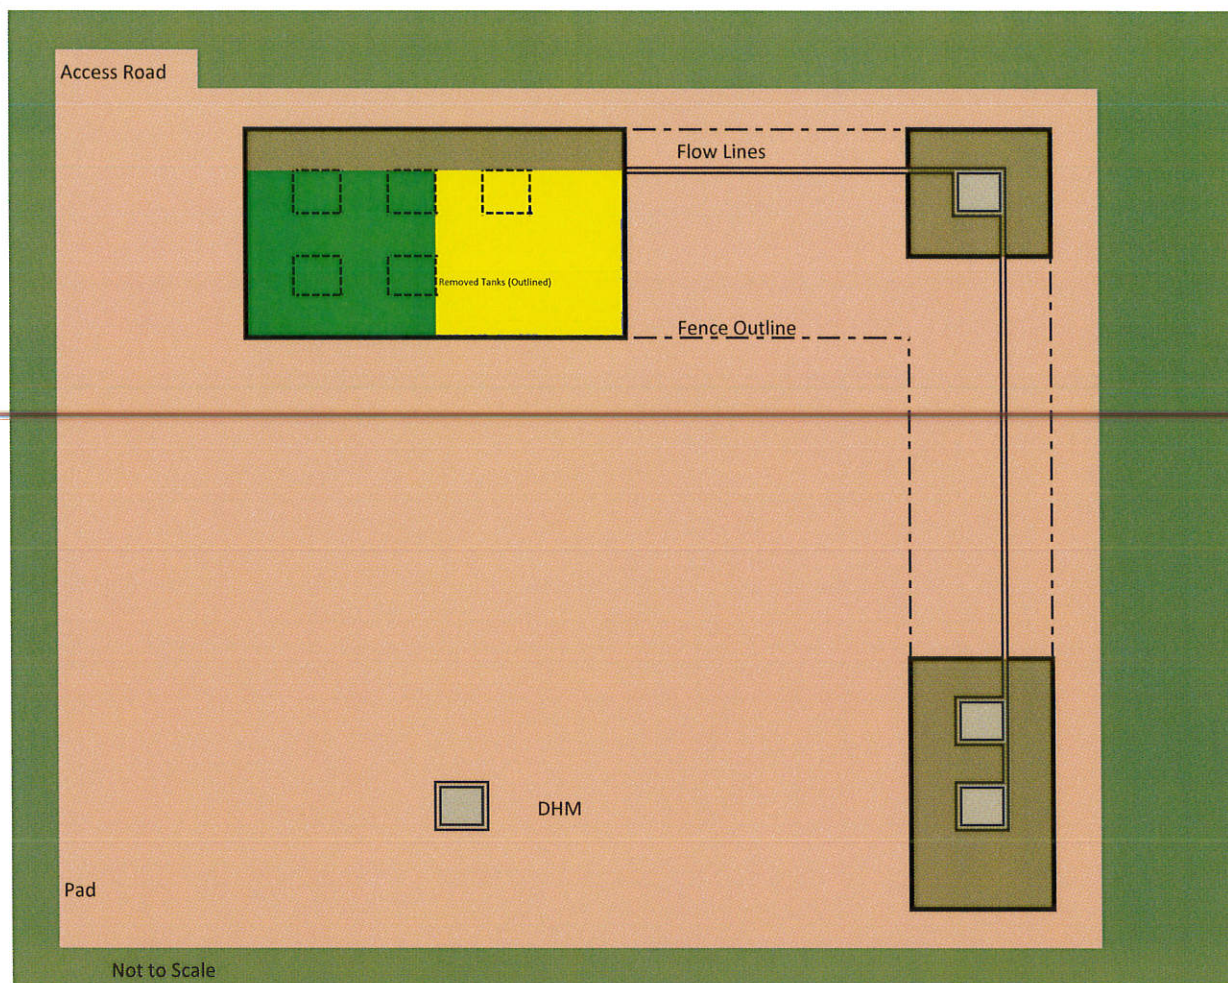 Access Road
Flow Lines
Removed Tanks (Outlined)
Fence Outline
DHM
Pad
Not to Scale